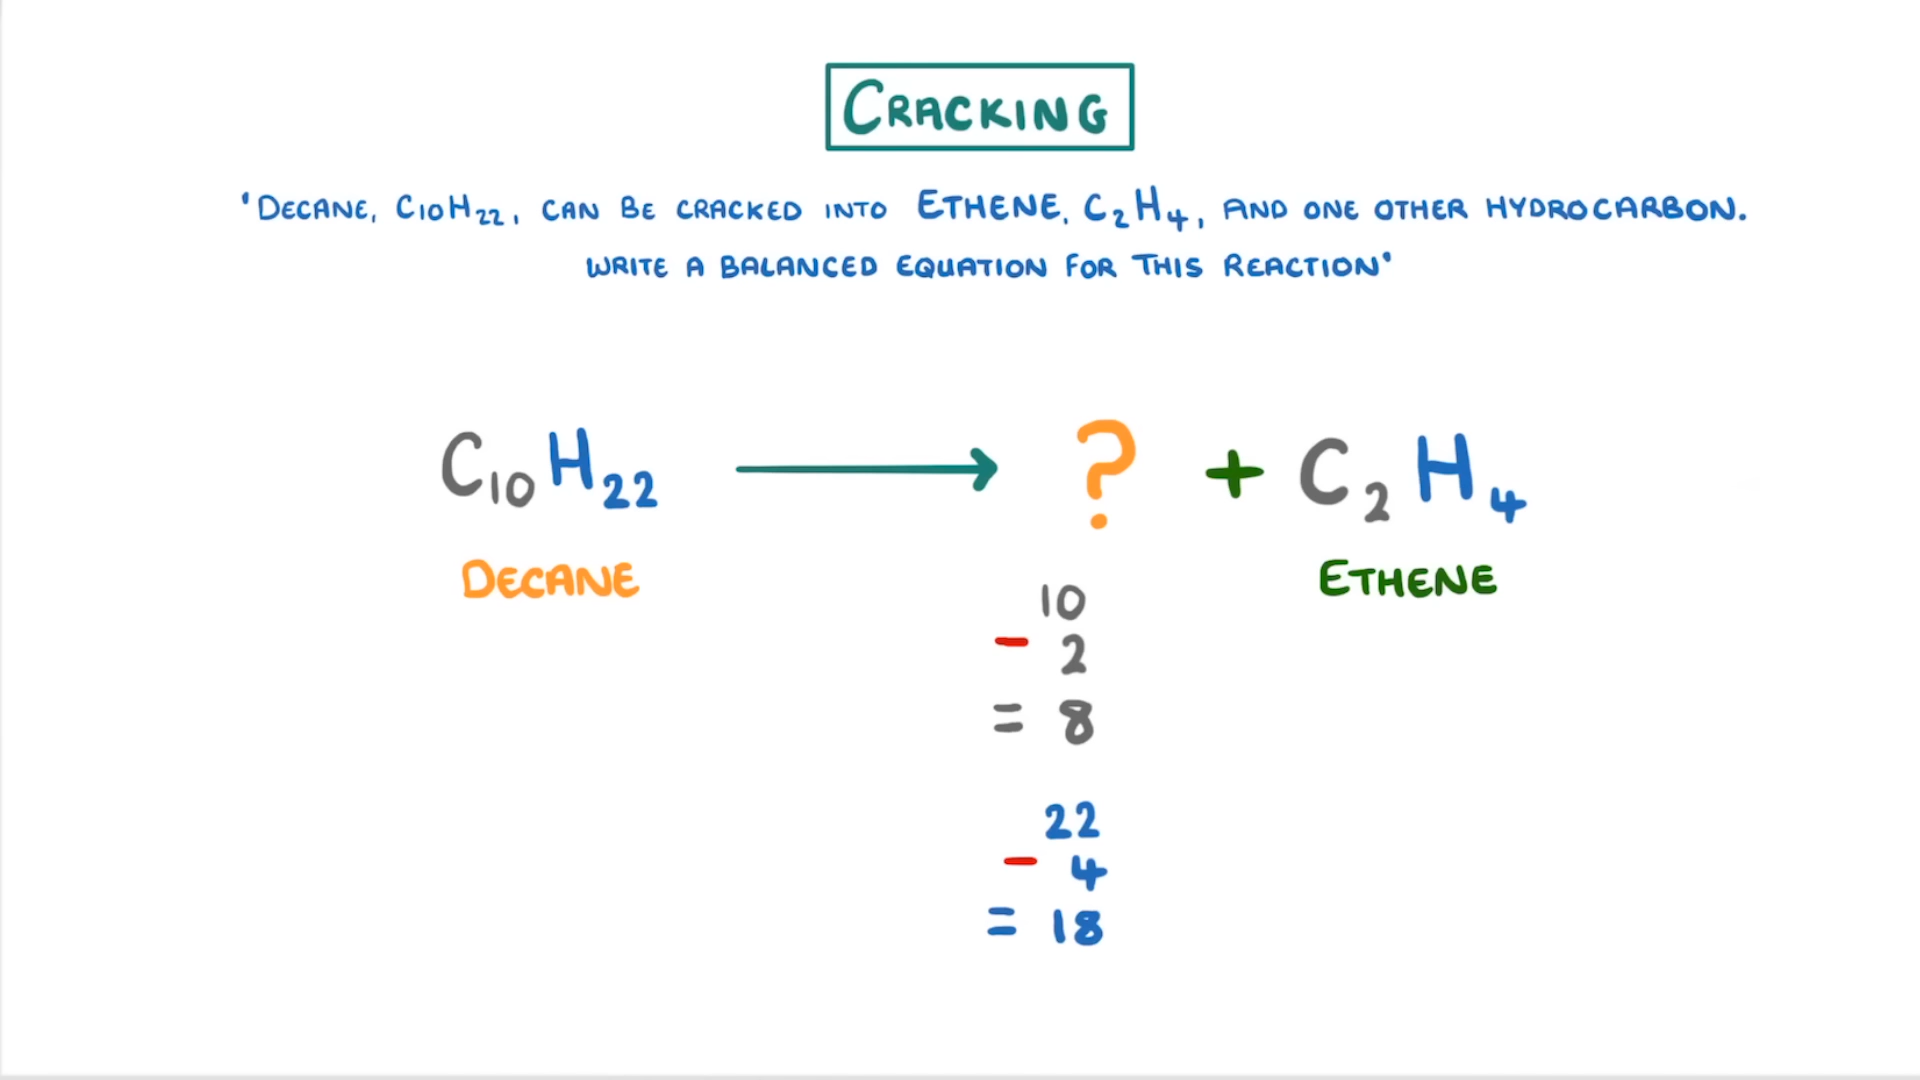 CRACKING
'DECANE, C₁₀H₂₂, CAN BE CRACKED INTO ETHENE, C₂H₄, AND ONE OTHER HYDROCARBON.
WRITE A BALANCED EQUATION FOR THIS REACTION'
C₁₀H₂₂ → ? + C₂H₄
DECANE ETHENE
10
- 2
= 8
22
- 4
= 18